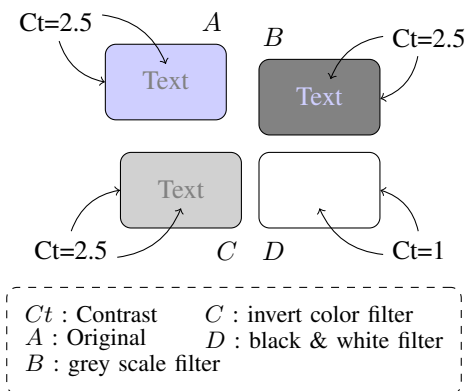 Ct=2.5
A
B
Ct=2.5
Text
Text
Text
Ct=2.5
C
D
Ct=1
Ct : Contrast
C : invert color filter
A : Original
D : black & white filter
B : grey scale filter